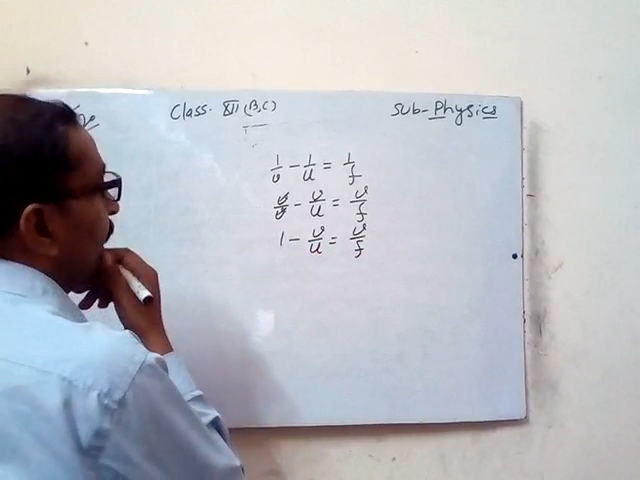 Class- XII (B,C)
Sub- Physics
1/v - 1/u = 1/f
v/v - v/u = v/f
1 - v/u = v/f